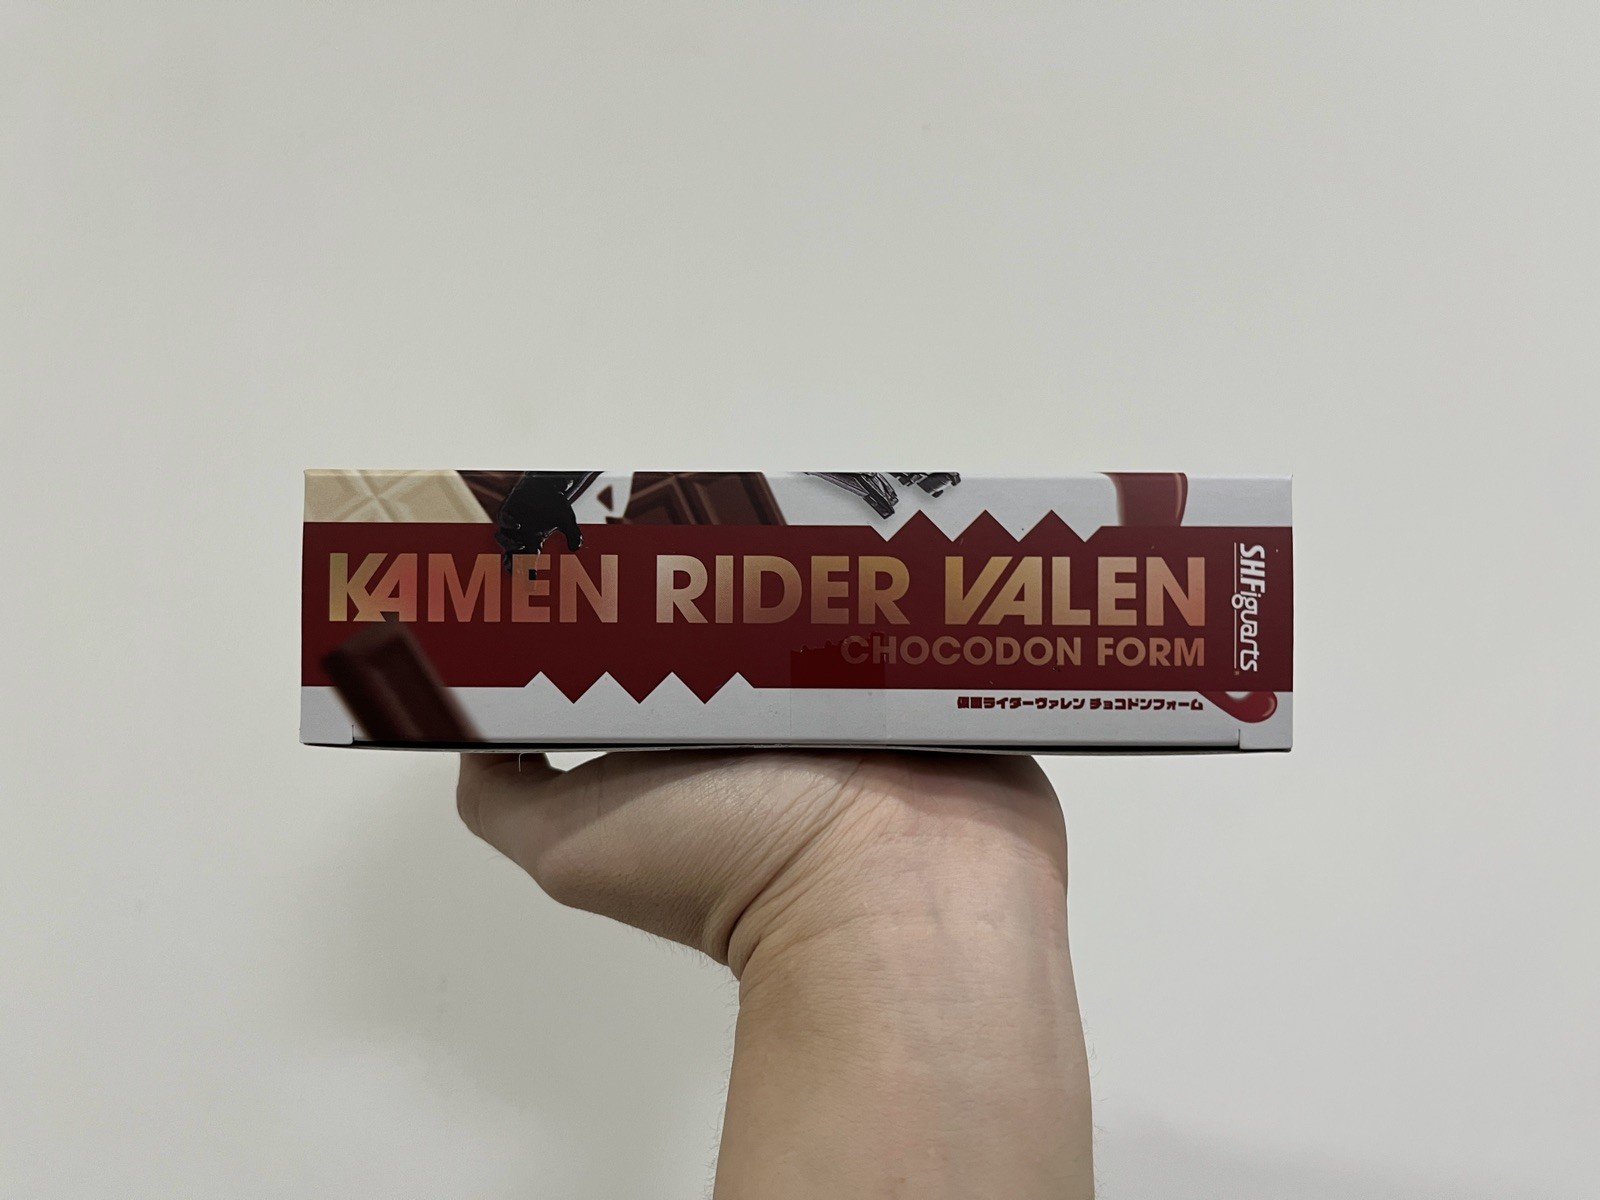 KAMEN RIDER VALEN
CHOCODON FORM
仮面ライダーヴァレン チョコドンフォーム
S.H.Figuarts